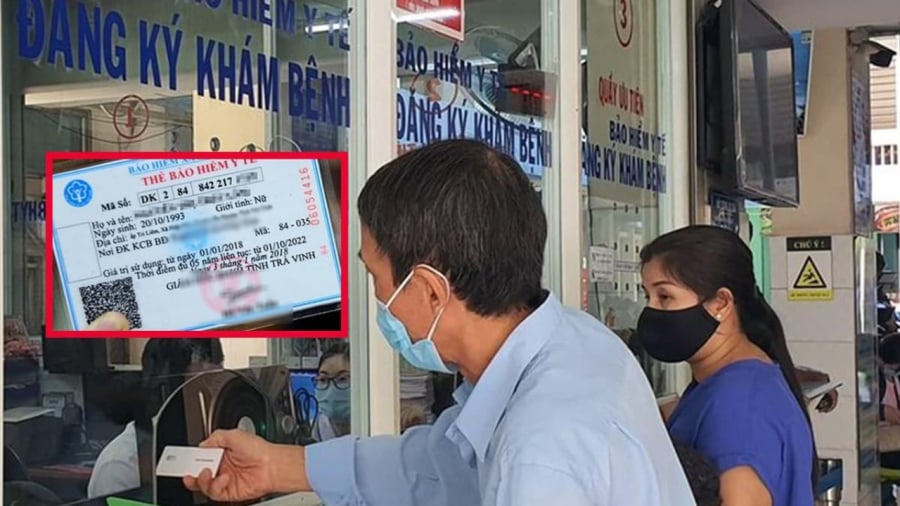 BẢO HIỂM Y TẾ
ĐĂNG KÝ KHÁM BỆNH
1
BẢO HIỂM Y TẾ
ĐĂNG KÝ KHÁM BỆNH
3
QUẦY ƯU TIÊN
BẢO HIỂM Y TẾ
ĐĂNG KÝ KHÁM BỆNH
CHÚ Ý !
BHYT
BẢO HIỂM
THẺ BẢO HIỂM Y TẾ
Mã Số: DK 2 84 842 217
Họ và tên:
Ngày sinh: 20/10/1993 Giới tính: Nữ
Địa chỉ:
Nơi ĐK KCB BĐ Mã: 84 - 035
Giá trị sử dụng: từ ngày 01/01/2018
Thời điểm đủ 05 năm liên tục: từ 01/10/2022
3 tháng 1 năm 2018
TỈNH TRÀ VINH
06054416